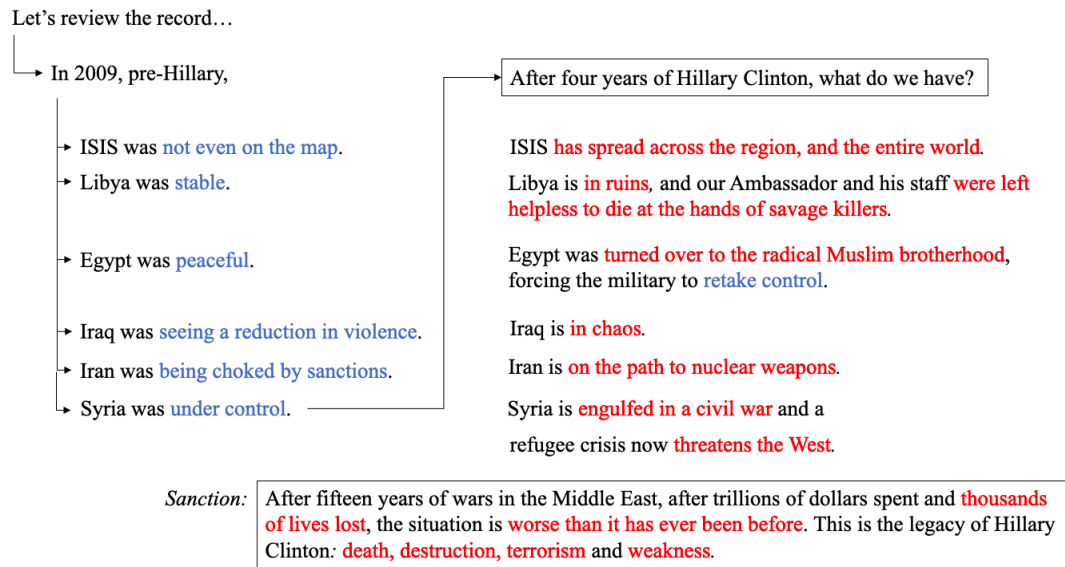 Let’s review the record…
In 2009, pre-Hillary,
ISIS was not even on the map.
Libya was stable.
Egypt was peaceful.
Iraq was seeing a reduction in violence.
Iran was being choked by sanctions.
Syria was under control.
After four years of Hillary Clinton, what do we have?
ISIS has spread across the region, and the entire world.
Libya is in ruins, and our Ambassador and his staff were left
helpless to die at the hands of savage killers.
Egypt was turned over to the radical Muslim brotherhood,
forcing the military to retake control.
Iraq is in chaos.
Iran is on the path to nuclear weapons.
Syria is engulfed in a civil war and a
refugee crisis now threatens the West.
Sanction:
After fifteen years of wars in the Middle East, after trillions of dollars spent and thousands
of lives lost, the situation is worse than it has ever been before. This is the legacy of Hillary
Clinton: death, destruction, terrorism and weakness.